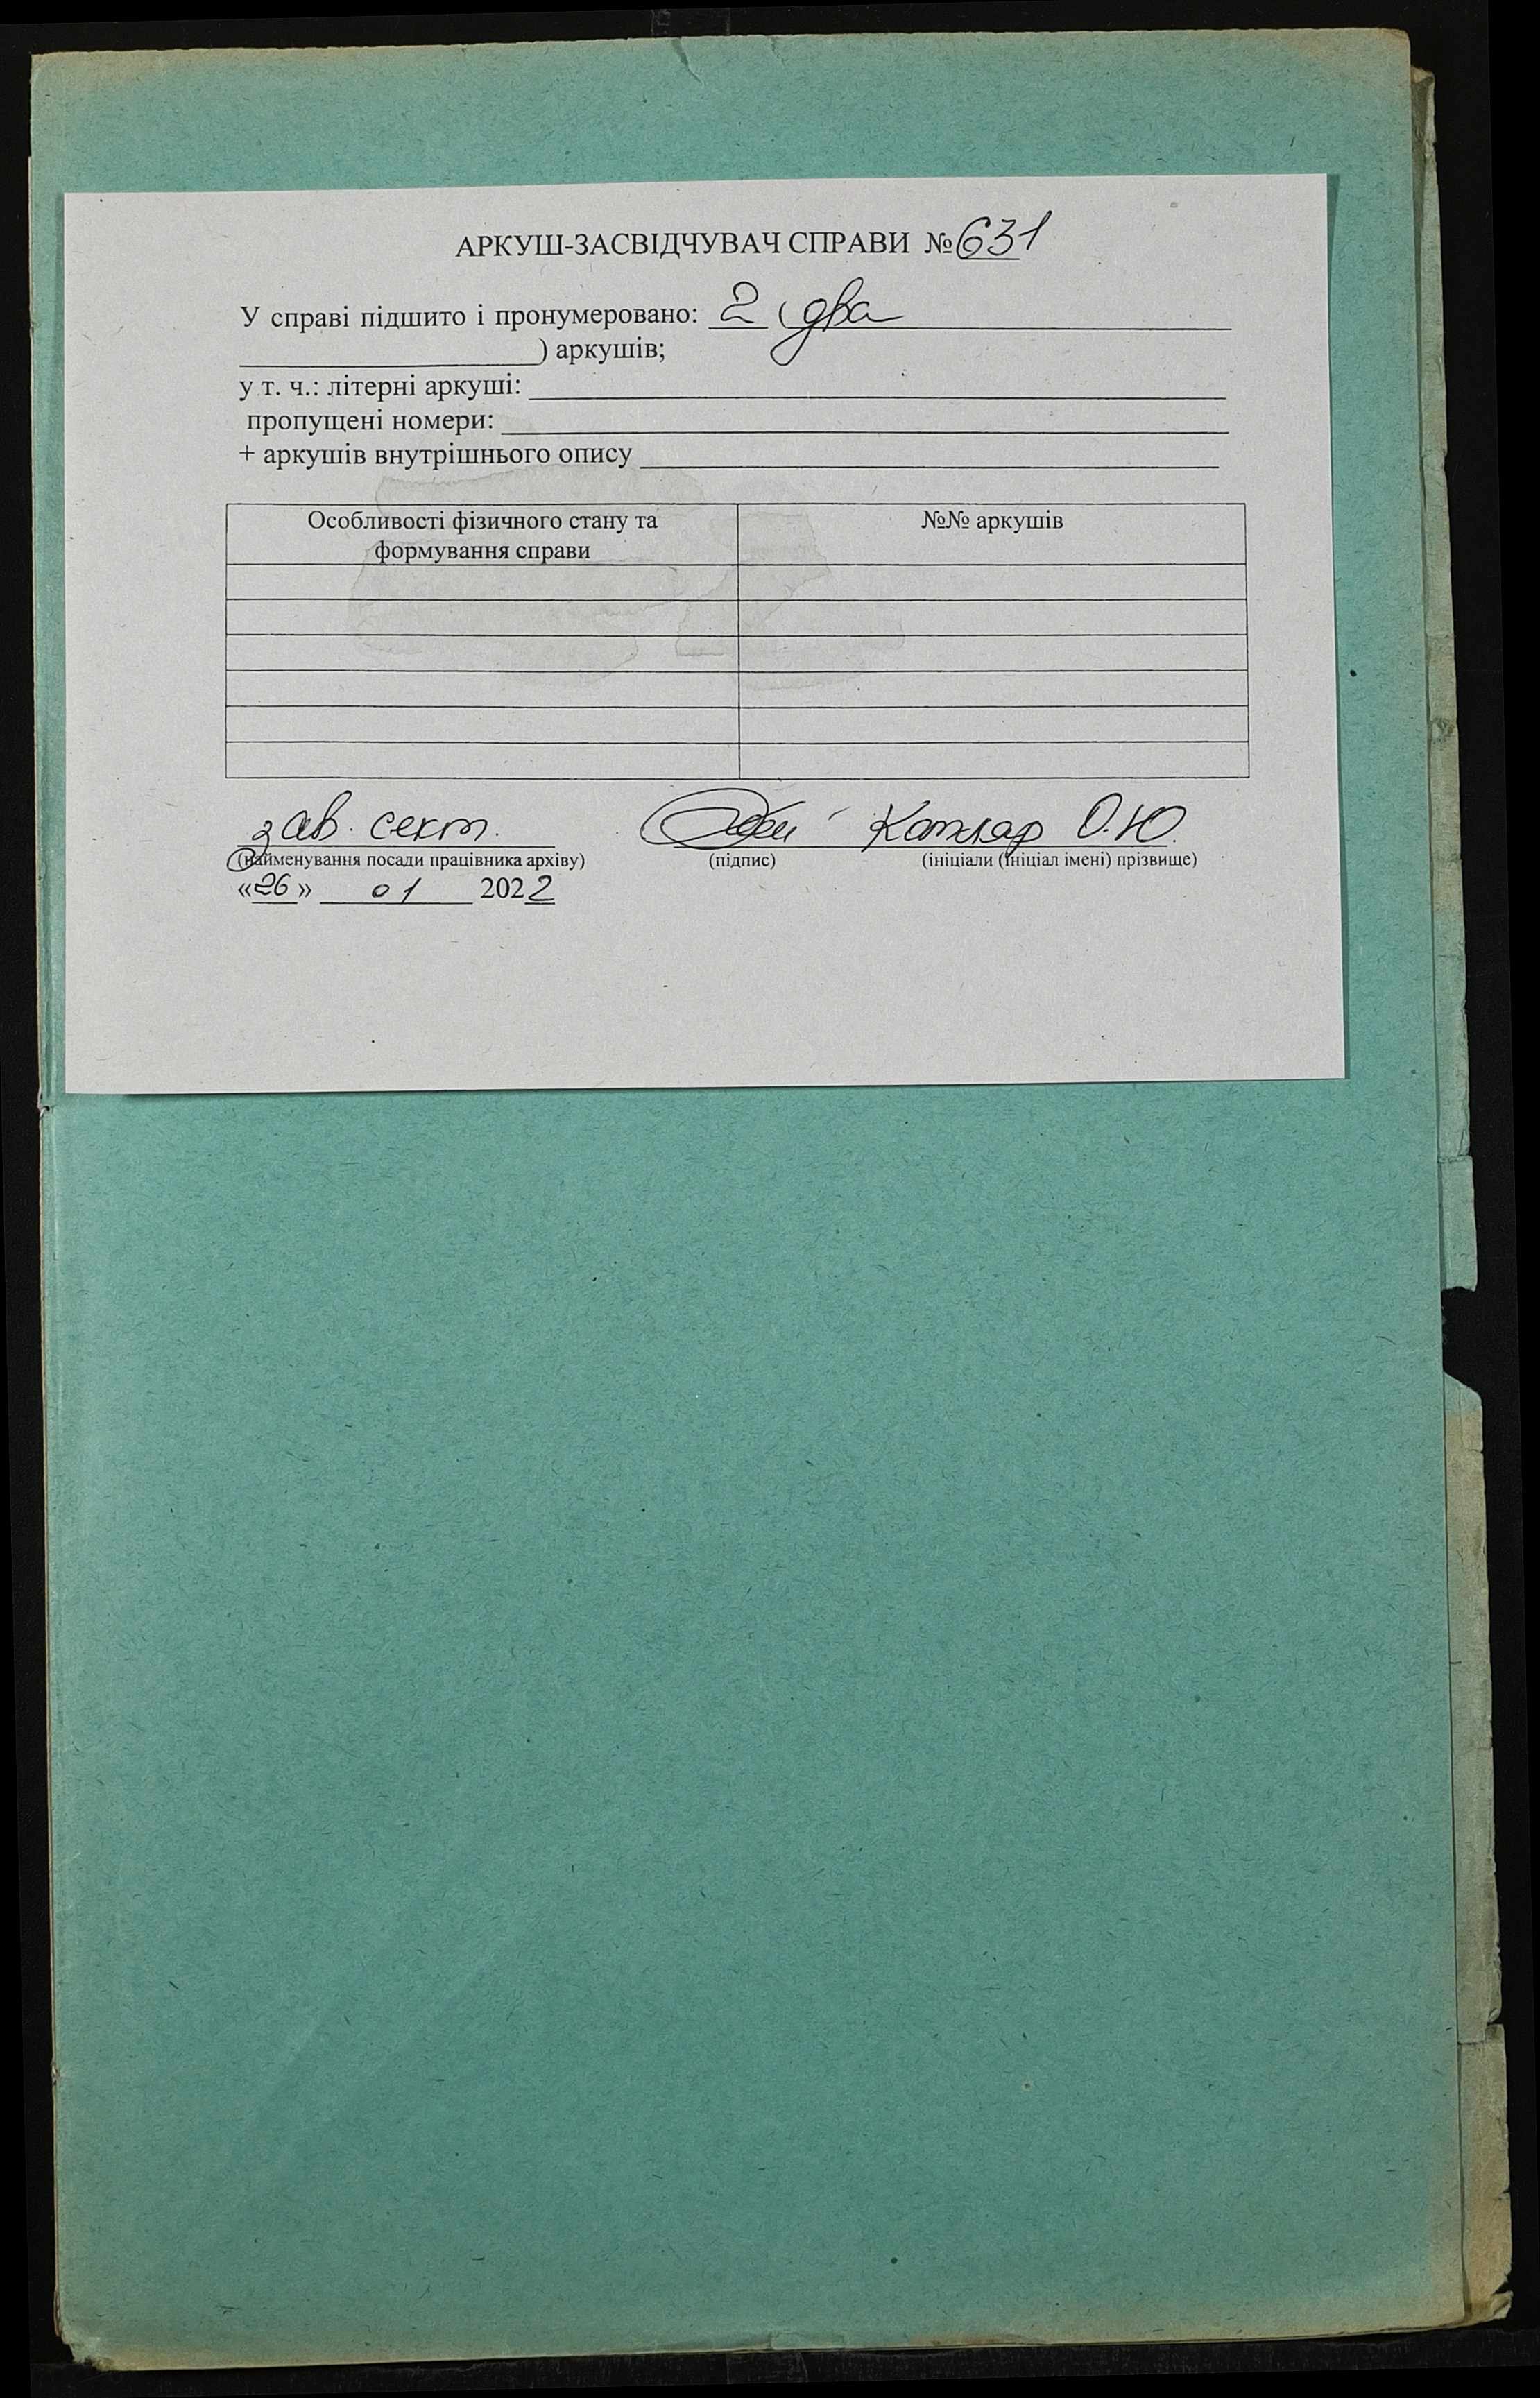 АРКУШ-ЗАСВІДЧУВАЧ СПРАВИ № 631
У справі підшито і пронумеровано: 2 (два
) аркушів;
у т. ч.: літерні аркуші:
пропущені номери:
+ аркушів внутрішнього опису
Особливості фізичного стану та №№ аркушів
формування справи
зав. сект. О.Ю.
(найменування посади працівника архіву) (підпис) (ініціали (ініціал імені) прізвище)
«26» 01 2022